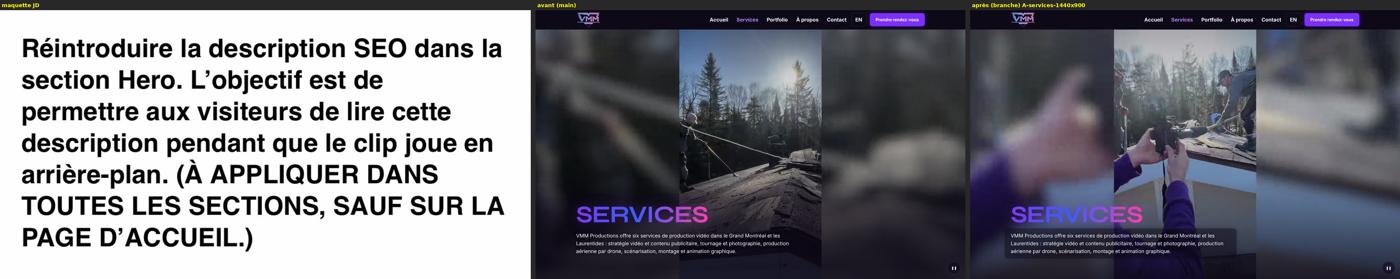 maquette JD
Réintroduire la description SEO dans la
section Hero. L’objectif est de
permettre aux visiteurs de lire cette
description pendant que le clip joue en
arrière-plan. (À APPLIQUER DANS
TOUTES LES SECTIONS, SAUF SUR LA
PAGE D’ACCUEIL.)
avant (main)
VMM
Accueil Services Portfolio À propos Contact EN Prendre rendez-vous
SERVICES
VMM Productions offre six services de production vidéo dans le Grand Montréal et les
Laurentides : stratégie vidéo et contenu publicitaire, tournage et photographie, production
aérienne par drone, scénarisation, montage et animation graphique.
après (branche) A-services-1440x900
VMM
Accueil Services Portfolio À propos Contact EN Prendre rendez-vous
SERVICES
VMM Productions offre six services de production vidéo dans le Grand Montréal et les
Laurentides : stratégie vidéo et contenu publicitaire, tournage et photographie, production
aérienne par drone, scénarisation, montage et animation graphique.